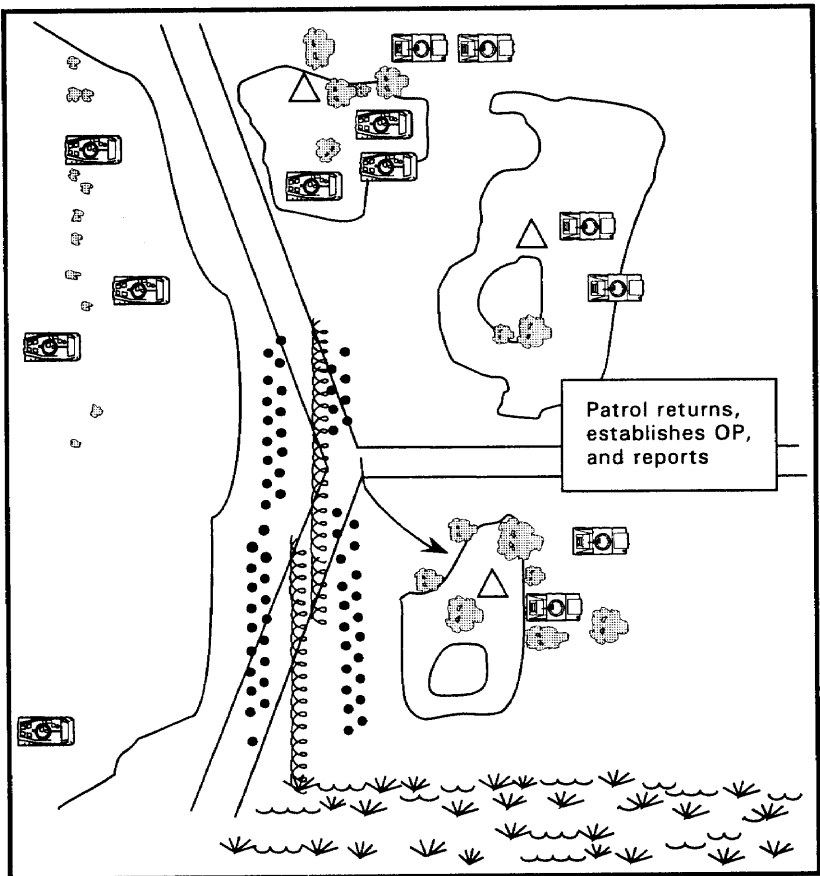 Patrol returns,
establishes OP,
and reports